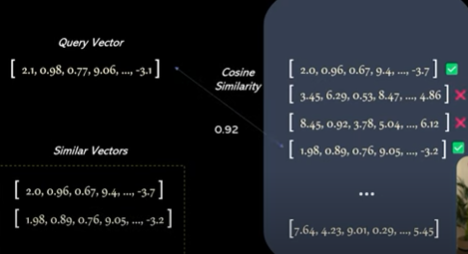 Query Vector
[ 2.1, 0.98, 0.77, 9.06, ..., -3.1 ]
Cosine
Similarity
0.92
[ 2.0, 0.96, 0.67, 9.4, ..., -3.7 ]
[ 3.45, 6.29, 0.53, 8.47, ..., 4.86 ]
[ 8.45, 0.92, 3.78, 5.04, ..., 6.12 ]
[ 1.98, 0.89, 0.76, 9.05, ..., -3.2 ]
...
[7.64, 4.23, 9.01, 0.29, ..., 5.45]
Similar Vectors
[ 2.0, 0.96, 0.67, 9.4, ..., -3.7 ]
[ 1.98, 0.89, 0.76, 9.05, ..., -3.2 ]